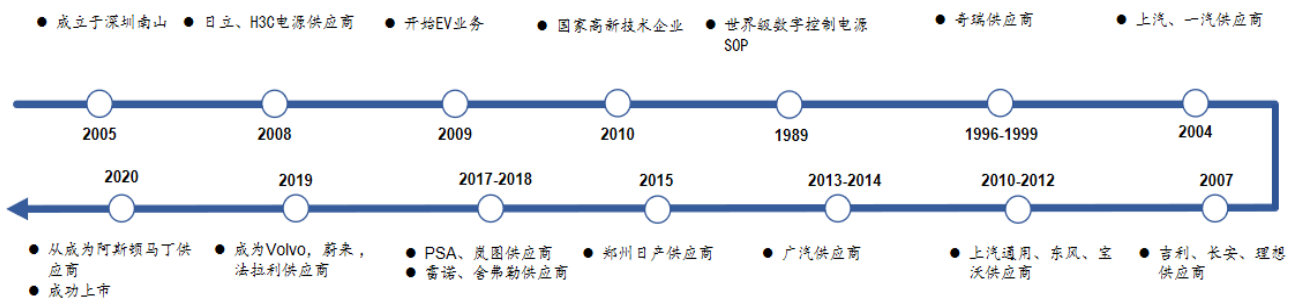 ● 成立于深圳南山
● 日立、H3C电源供应商
● 开始EV业务
● 国家高新技术企业
● 世界级数字控制电源
SOP
● 奇瑞供应商
● 上汽、一汽供应商
2005
2008
2009
2010
1989
1996-1999
2004
2020
2019
2017-2018
2015
2013-2014
2010-2012
2007
● 从成为阿斯顿马丁供
应商
● 成功上市
● 成为Volvo，蔚来，
法拉利供应商
● PSA、岚图供应商
● 雷诺、舍弗勒供应商
● 郑州日产供应商
● 广汽供应商
● 上汽通用、东风、宝
沃供应商
● 吉利、长安、理想
供应商